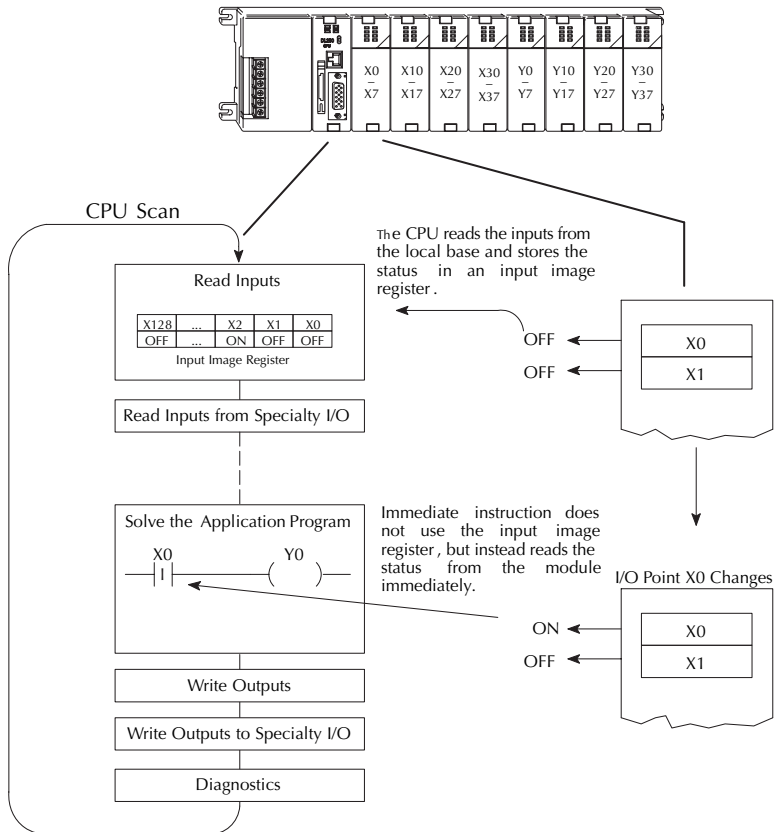 DL260
CPU
X0
–
X7
X10
–
X17
X20
–
X27
X30
–
X37
Y0
–
Y7
Y10
–
Y17
Y20
–
Y27
Y30
–
Y37
CPU Scan
The CPU reads the inputs from
the local base and stores the
status in an input image
register .
Read Inputs
X128 ... X2 X1 X0
OFF ... ON OFF OFF
Input Image Register
OFF X0
OFF X1
Read Inputs from Specialty I/O
Solve the Application Program
X0 Y0
I
Immediate instruction does
not use the input image
register , but instead reads the
status from the module
immediately.
I/O Point X0 Changes
ON X0
OFF X1
Write Outputs
Write Outputs to Specialty I/O
Diagnostics